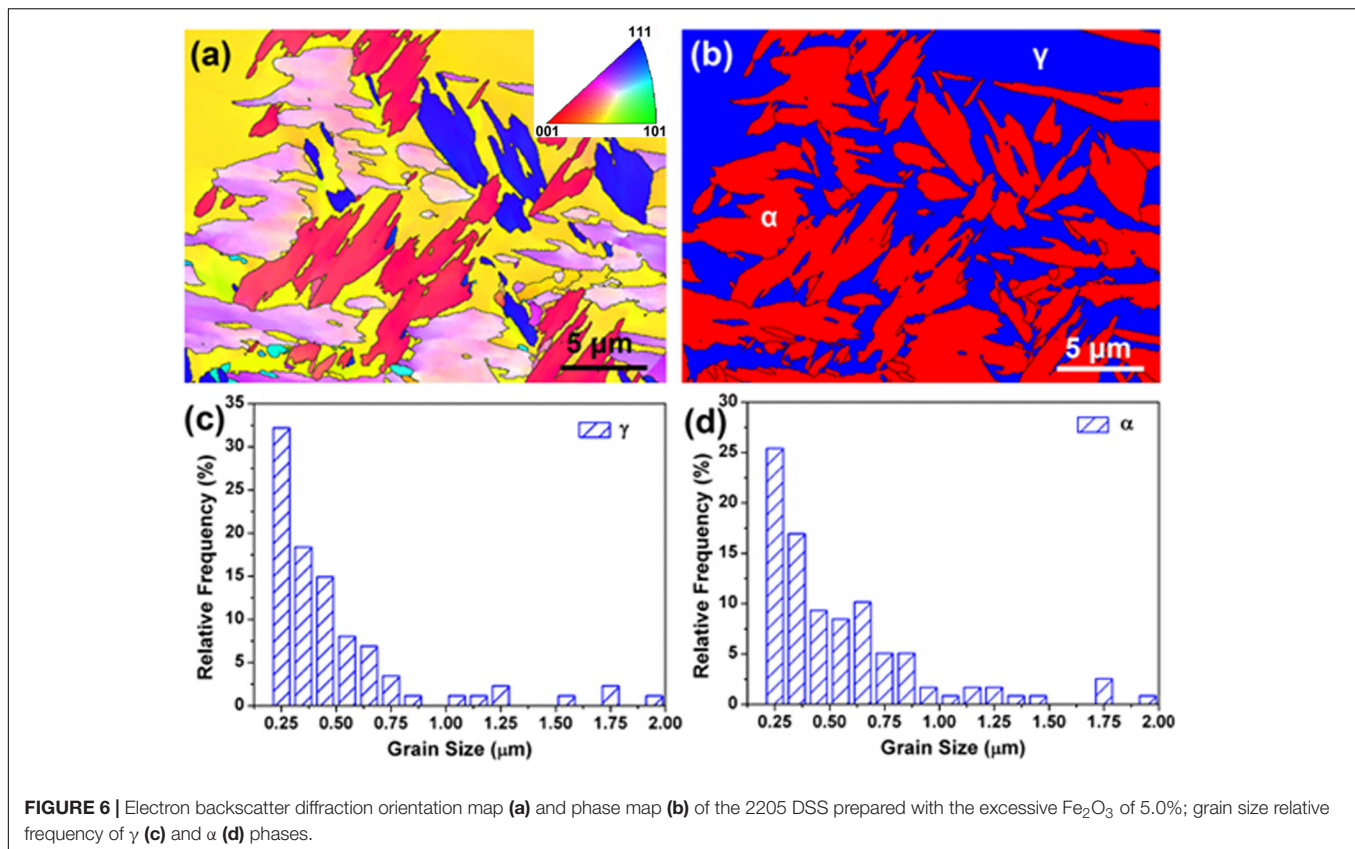 (a)
111
001
101
5 μm
(b)
γ
α
5 μm
(c)
35
30
25
20
15
10
5
0
Relative Frequency (%)
γ
0.25 0.50 0.75 1.00 1.25 1.50 1.75 2.00
Grain Size (μm)
(d)
30
25
20
15
10
5
0
Relative Frequency (%)
α
0.25 0.50 0.75 1.00 1.25 1.50 1.75 2.00
Grain Size (μm)
FIGURE 6 | Electron backscatter diffraction orientation map (a) and phase map (b) of the 2205 DSS prepared with the excessive Fe₂O₃ of 5.0%; grain size relative
frequency of γ (c) and α (d) phases.